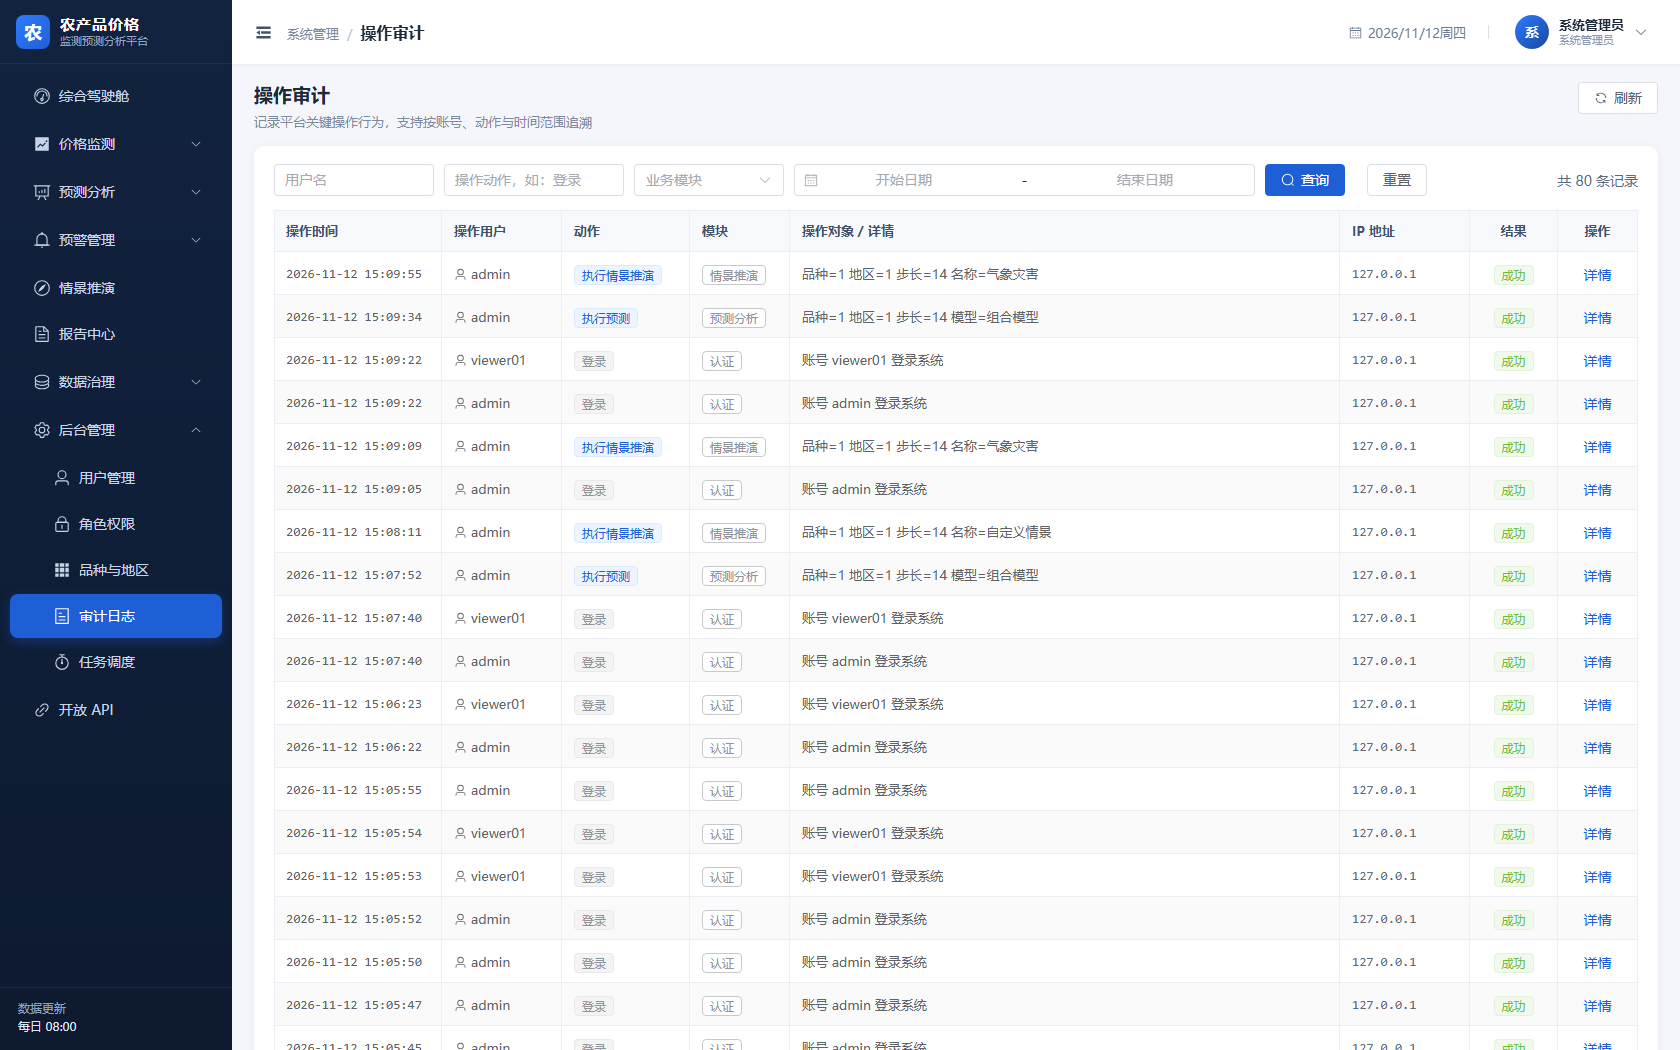 农
农产品价格
监测预测分析平台
综合驾驶舱
价格监测
预测分析
预警管理
情景推演
报告中心
数据治理
后台管理
用户管理
角色权限
品种与地区
审计日志
任务调度
开放 API
数据更新
每日 08:00
系统管理 / 操作审计
2026/11/12周四
系
系统管理员
系统管理员
操作审计
记录平台关键操作行为，支持按账号、动作与时间范围追溯
刷新
用户名 操作动作，如：登录 业务模块 开始日期 - 结束日期 查询 重置 共 80 条记录
操作时间 操作用户 动作 模块 操作对象 / 详情 IP 地址 结果 操作
2026-11-12 15:09:55 admin 执行情景推演 情景推演 品种=1 地区=1 步长=14 名称=气象灾害 127.0.0.1 成功 详情
2026-11-12 15:09:34 admin 执行预测 预测分析 品种=1 地区=1 步长=14 模型=组合模型 127.0.0.1 成功 详情
2026-11-12 15:09:22 viewer01 登录 认证 账号 viewer01 登录系统 127.0.0.1 成功 详情
2026-11-12 15:09:22 admin 登录 认证 账号 admin 登录系统 127.0.0.1 成功 详情
2026-11-12 15:09:09 admin 执行情景推演 情景推演 品种=1 地区=1 步长=14 名称=气象灾害 127.0.0.1 成功 详情
2026-11-12 15:09:05 admin 登录 认证 账号 admin 登录系统 127.0.0.1 成功 详情
2026-11-12 15:08:11 admin 执行情景推演 情景推演 品种=1 地区=1 步长=14 名称=自定义情景 127.0.0.1 成功 详情
2026-11-12 15:07:52 admin 执行预测 预测分析 品种=1 地区=1 步长=14 模型=组合模型 127.0.0.1 成功 详情
2026-11-12 15:07:40 viewer01 登录 认证 账号 viewer01 登录系统 127.0.0.1 成功 详情
2026-11-12 15:07:40 admin 登录 认证 账号 admin 登录系统 127.0.0.1 成功 详情
2026-11-12 15:06:23 viewer01 登录 认证 账号 viewer01 登录系统 127.0.0.1 成功 详情
2026-11-12 15:06:22 admin 登录 认证 账号 admin 登录系统 127.0.0.1 成功 详情
2026-11-12 15:05:55 admin 登录 认证 账号 admin 登录系统 127.0.0.1 成功 详情
2026-11-12 15:05:54 viewer01 登录 认证 账号 viewer01 登录系统 127.0.0.1 成功 详情
2026-11-12 15:05:53 viewer01 登录 认证 账号 viewer01 登录系统 127.0.0.1 成功 详情
2026-11-12 15:05:52 admin 登录 认证 账号 admin 登录系统 127.0.0.1 成功 详情
2026-11-12 15:05:50 admin 登录 认证 账号 admin 登录系统 127.0.0.1 成功 详情
2026-11-12 15:05:47 admin 登录 认证 账号 admin 登录系统 127.0.0.1 成功 详情
2026-11-12 15:05:45 admin 登录 认证 账号 admin 登录系统 127.0.0.1 成功 详情